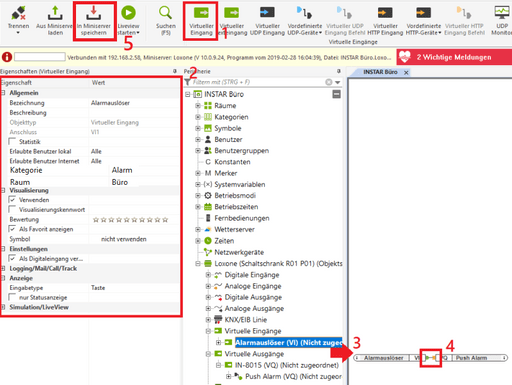 Trennen
Aus Miniserver laden
In Miniserver speichern
Liveview starten
Suchen (F5)
Virtueller Eingang
Virtueller
Virtueller UDP Eingang
Vordefinierte UDP-Geräte
Virtueller UDP Eingang Befehl
Virtueller HTTP Eingang
Vordefinierte HTTP-Geräte
Virtueller HTTP Eingang Befehl
UDP Monitor
5
1
Virtuelle Eingänge
Verbunden mit 192.168.2.58, Miniserver: Loxone (V 10.0.9.24, Programm vom 2019-02-28 16:04:39), Datei: INSTAR Büro.Loxo...
2 Wichtige Meldungen
Eigenschaften (Virtueller Eingang)
2
Peripherie
INSTAR Büro X
Eigenschaft Wert
Filtern mit (STRG + F)
Allgemein
Bezeichnung Alarmauslöser
Beschreibung
Objekttyp Virtueller Eingang
Anschluss VI1
Statistik
Erlaubte Benutzer lokal Alle
Erlaubte Benutzer Internet Alle
Kategorie Alarm
Raum Büro
Visualisierung
Verwenden
Visualisierungskennwort
Bewertung
Als Favorit anzeigen
Symbol nicht verwenden
Einstellungen
Als Digitaleingang ver...
Logging/Mail/Call/Track
Anzeige
Eingabetype Taste
nur Statusanzeige
Simulation/LiveView
INSTAR Büro
Räume
Kategorien
Symbole
Benutzer
Benutzergruppen
Konstanten
Merker
Systemvariablen
Betriebsmodi
Betriebszeiten
Wetterserver
Fernbedienungen
Zeiten
Netzwerkgeräte
Loxone (Schaltschrank R01 P01) (Objekts
Digitale Eingänge
Analoge Eingänge
Digitale Ausgänge
Analoge Ausgänge
KNX/EIB Linie
Virtuelle Eingänge
Alarmauslöser (VI) (Nicht zugeo
Virtuelle Ausgänge
IN-8015 (VQ) (Nicht zugeordnet)
Push Alarm (VQ) (Nicht zugeor
3
4
Alarmauslöser VI
VQ Push Alarm